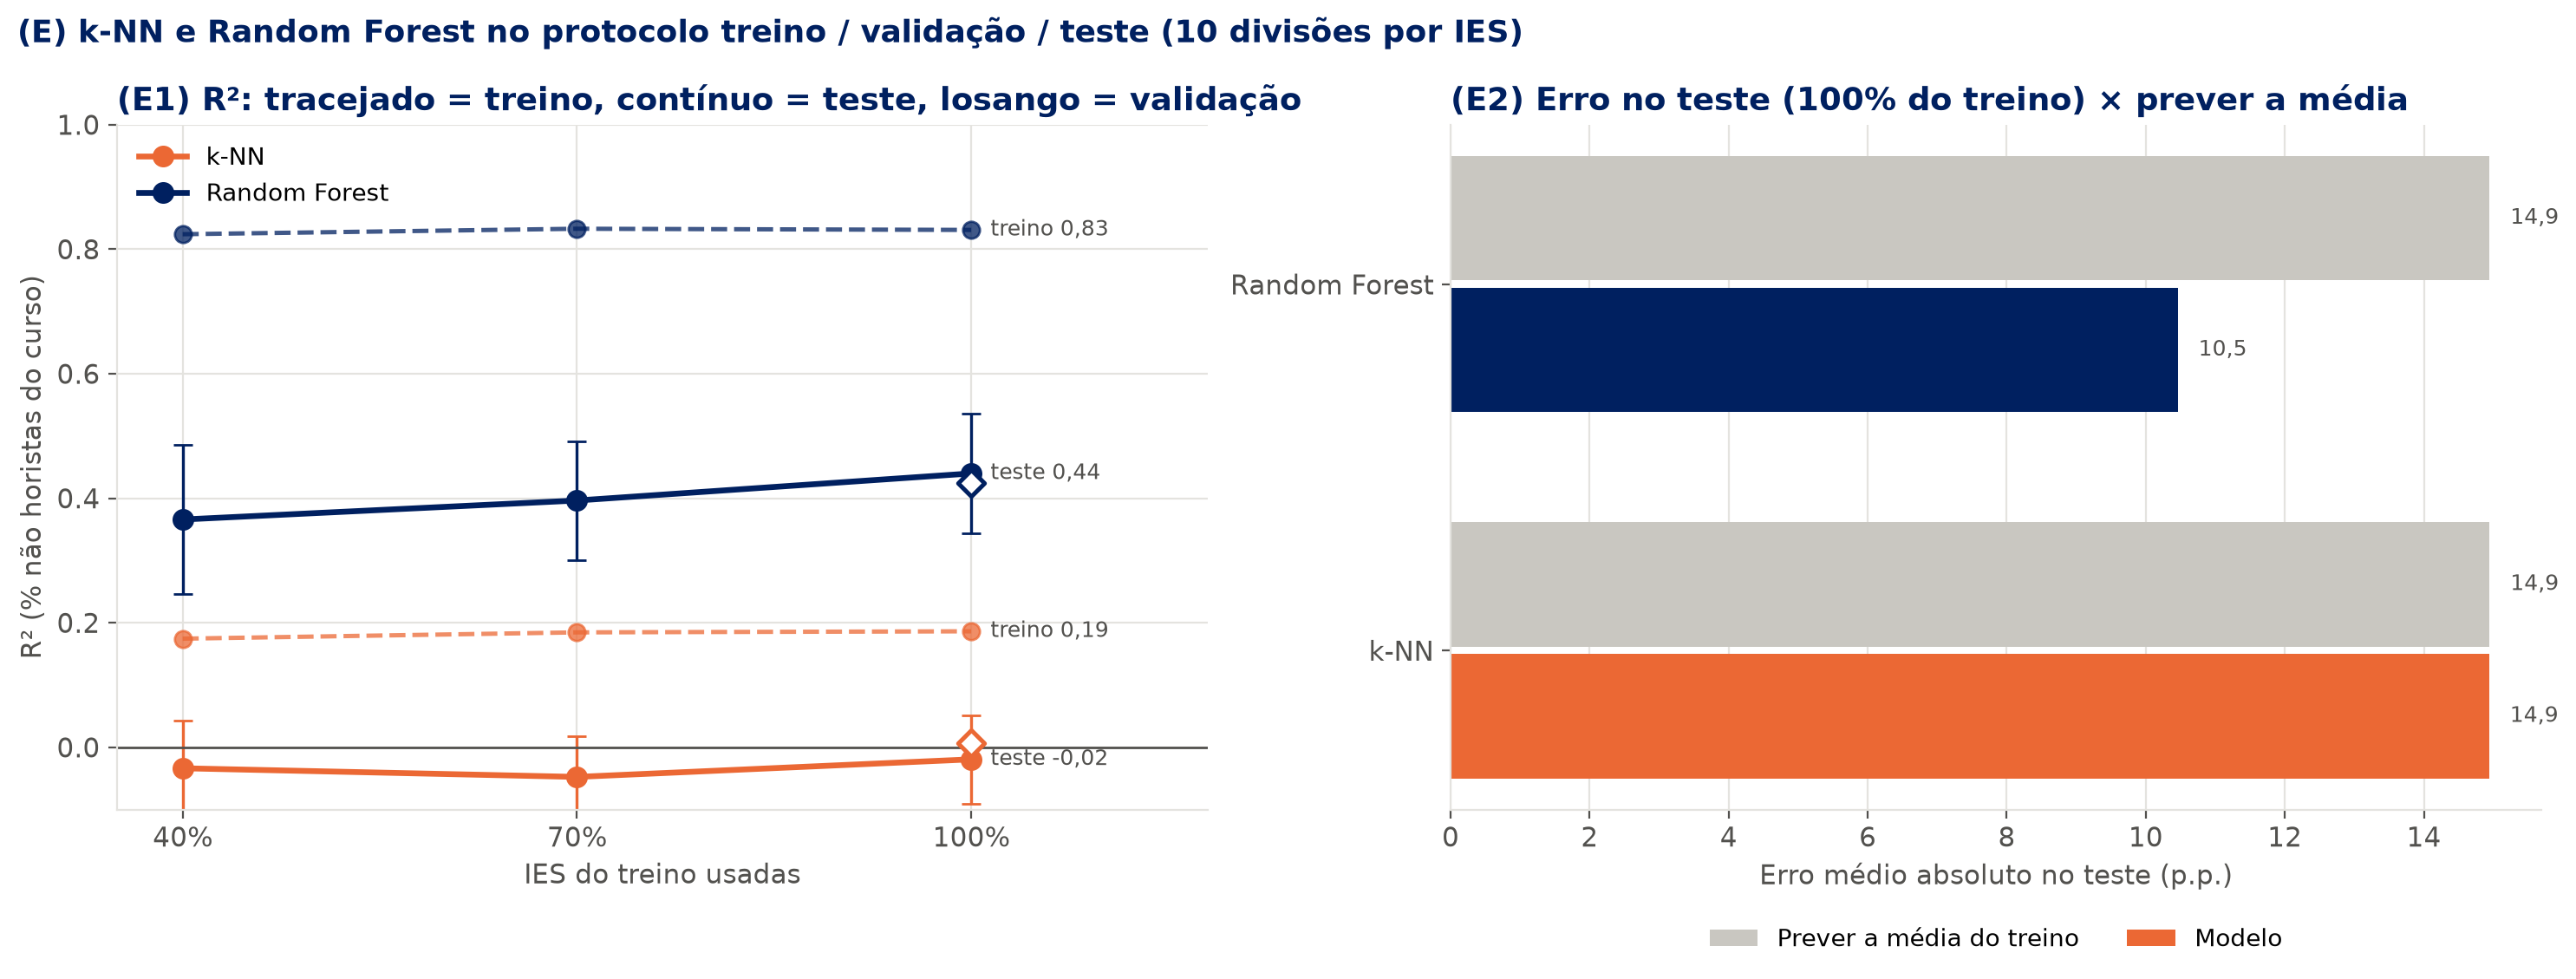 (E) k-NN e Random Forest no protocolo treino / validação / teste (10 divisões por IES)
(E1) R²: tracejado = treino, contínuo = teste, losango = validação
R² (% não horistas do curso)
1.0
0.8
0.6
0.4
0.2
0.0
k-NN
Random Forest
treino 0,83
teste 0,44
treino 0,19
teste -0,02
40%
70%
100%
IES do treino usadas
(E2) Erro no teste (100% do treino) × prever a média
Random Forest
k-NN
14,9
10,5
14,9
14,9
0
2
4
6
8
10
12
14
Erro médio absoluto no teste (p.p.)
Prever a média do treino
Modelo